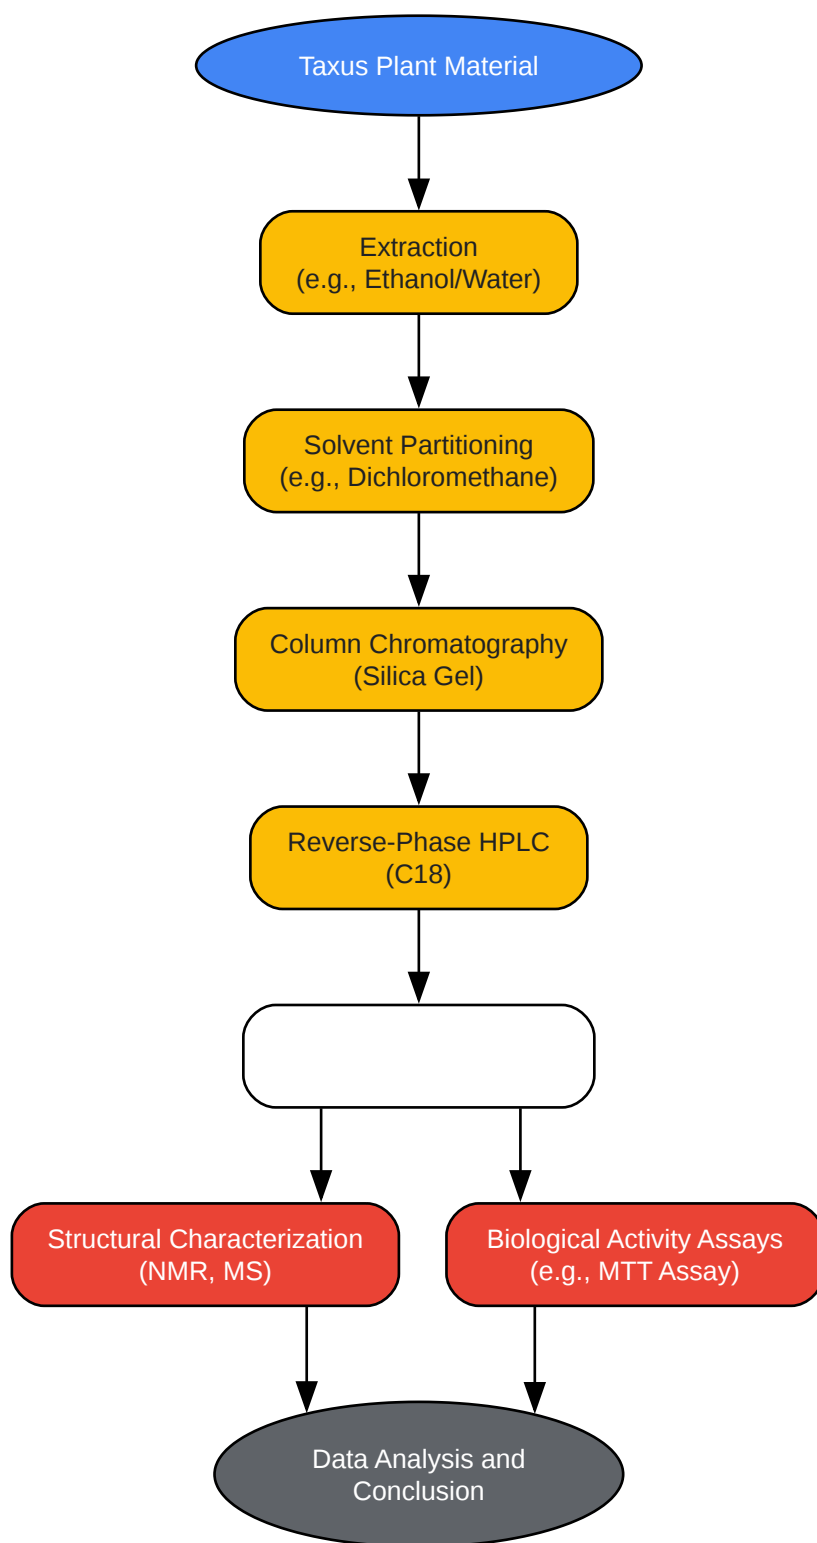 Taxus Plant Material
Extraction
(e.g., Ethanol/Water)
Solvent Partitioning
(e.g., Dichloromethane)
Column Chromatography
(Silica Gel)
Reverse-Phase HPLC
(C18)
Structural Characterization
(NMR, MS)
Biological Activity Assays
(e.g., MTT Assay)
Data Analysis and
Conclusion